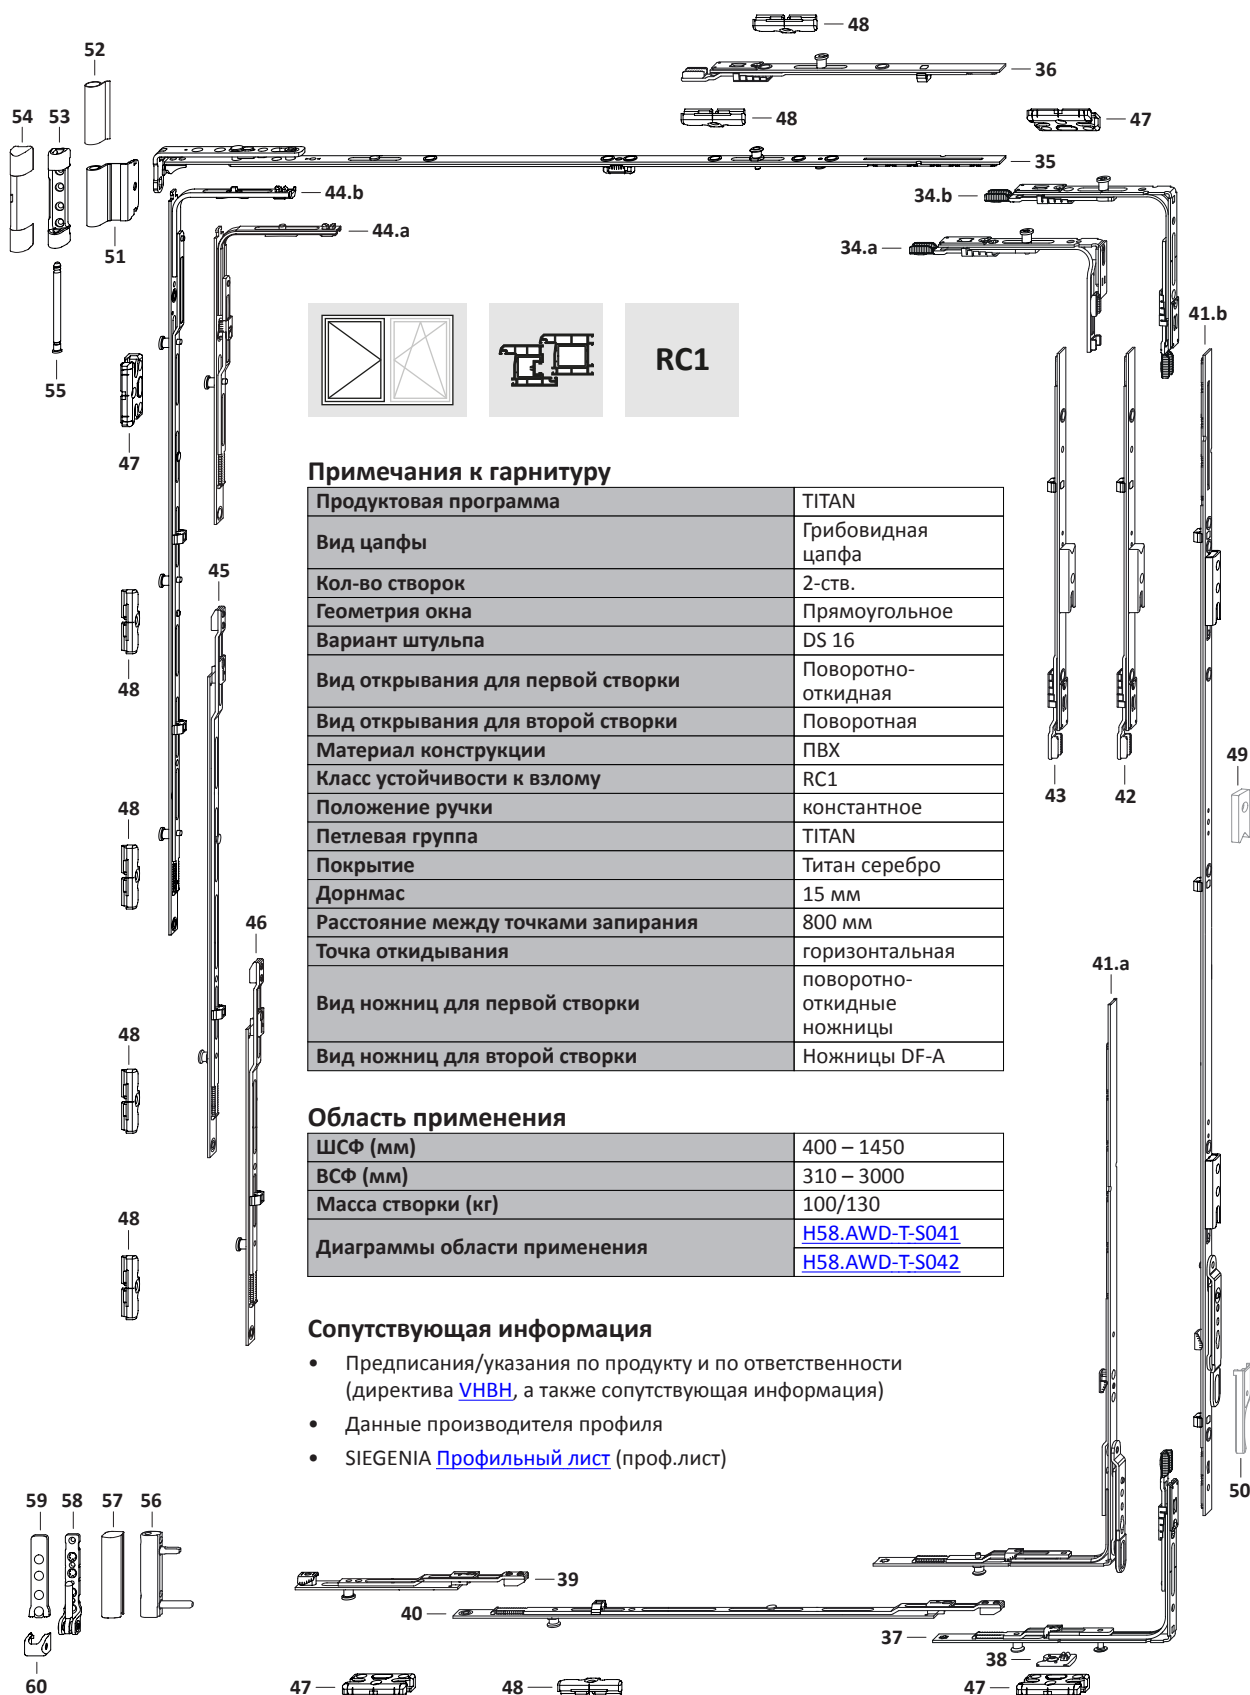 48
52
36
54 53
48
47
35
44.b
34.b
44.a
34.a
51
41.b
RC1
55
47
Примечания к гарнитуру
Продуктовая программа TITAN
Вид цапфы Грибовидная
цапфа
Кол-во створок 2-ств.
Геометрия окна Прямоугольное
Вариант штульпа DS 16
Вид открывания для первой створки Поворотно-
откидная
Вид открывания для второй створки Поворотная
Материал конструкции ПВХ
Класс устойчивости к взлому RC1
Положение ручки константное
Петлевая группа TITAN
Покрытие Титан серебро
Дорнмас 15 мм
Расстояние между точками запирания 800 мм
Точка откидывания горизонтальная
Вид ножниц для первой створки поворотно-
откидные
ножницы
Вид ножниц для второй створки Ножницы DF-A
45
48
49
43 42
48
46
41.a
48
48
Область применения
ШСФ (мм) 400 – 1450
ВСФ (мм) 310 – 3000
Масса створки (кг) 100/130
Диаграммы области применения H58.AWD-T-S041
H58.AWD-T-S042
Сопутствующая информация
• Предписания/указания по продукту и по ответственности
(директива VHBH, а также сопутствующая информация)
• Данные производителя профиля
• SIEGENIA Профильный лист (проф.лист)
50
59 58 57 56
39
40
37
38
60
47
48
47